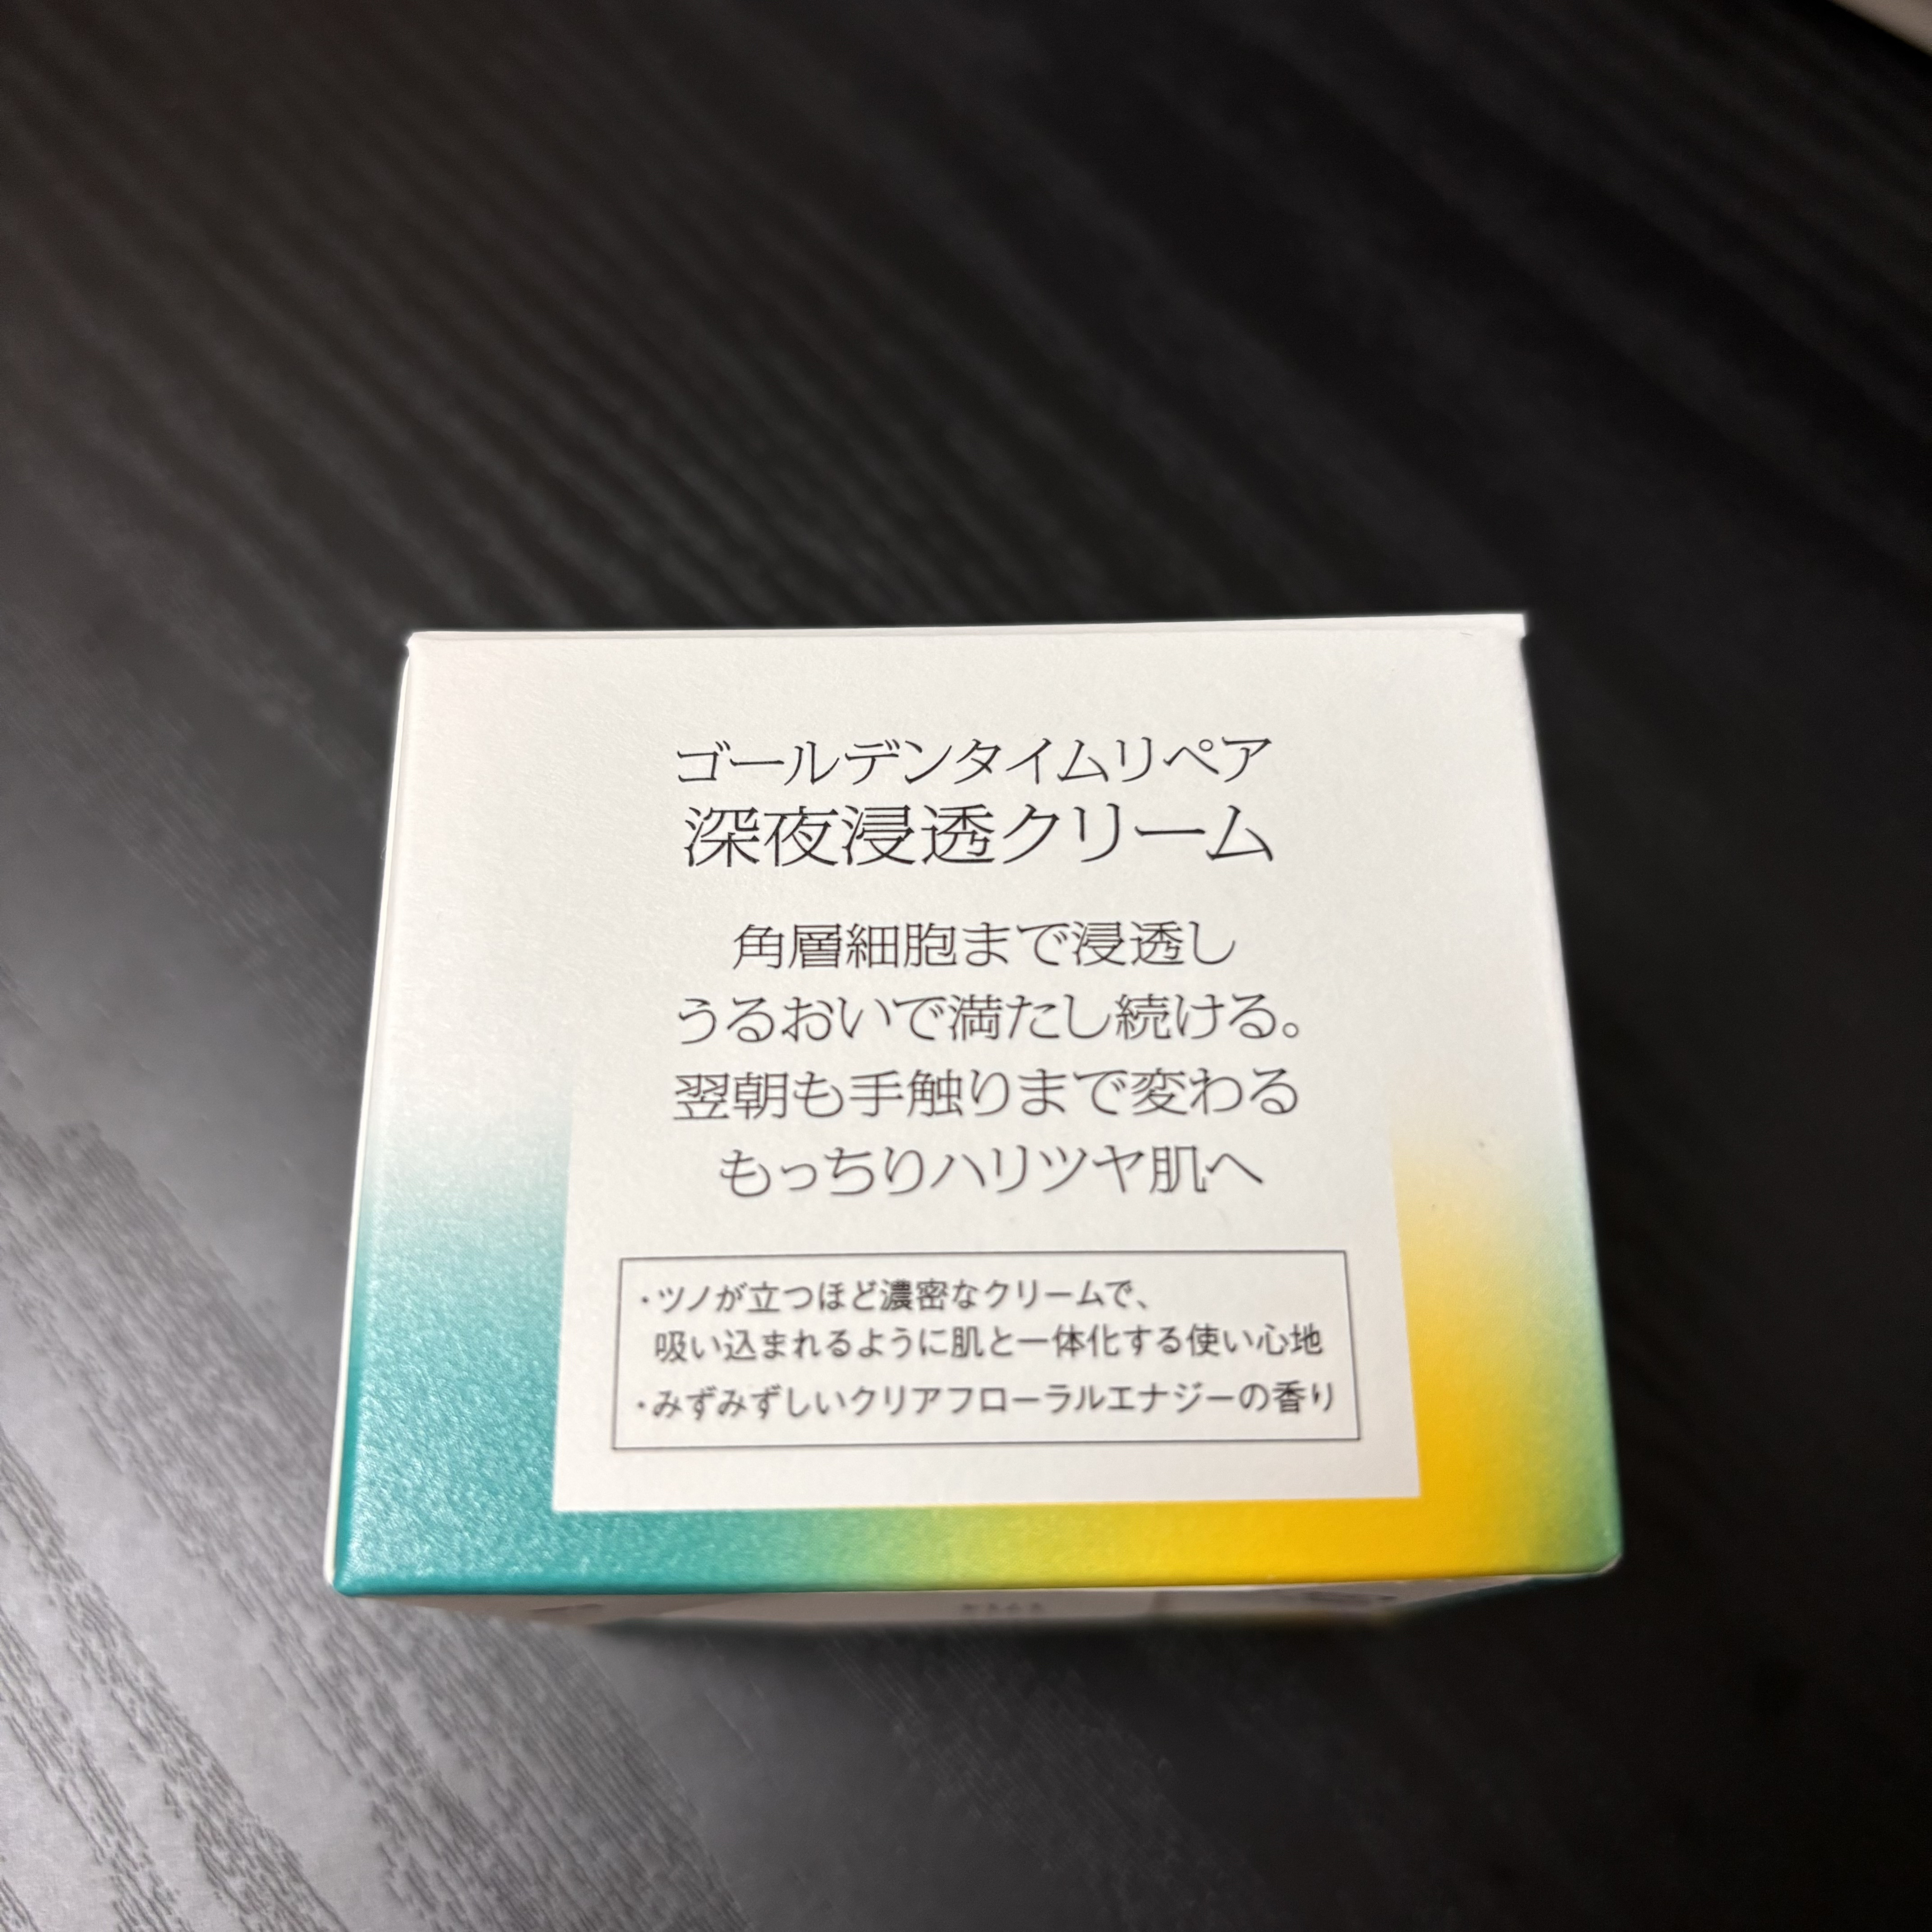 ゴールデンタイムリペア
深夜浸透クリーム
角層細胞まで浸透し
うるおいで満たし続ける。
翌朝も手触りまで変わる
もっちりハリツヤ肌へ
・ツノが立つほど濃密なクリームで、
吸い込まれるように肌と一体化する使い心地
・みずみずしいクリアフローラルエナジーの香り